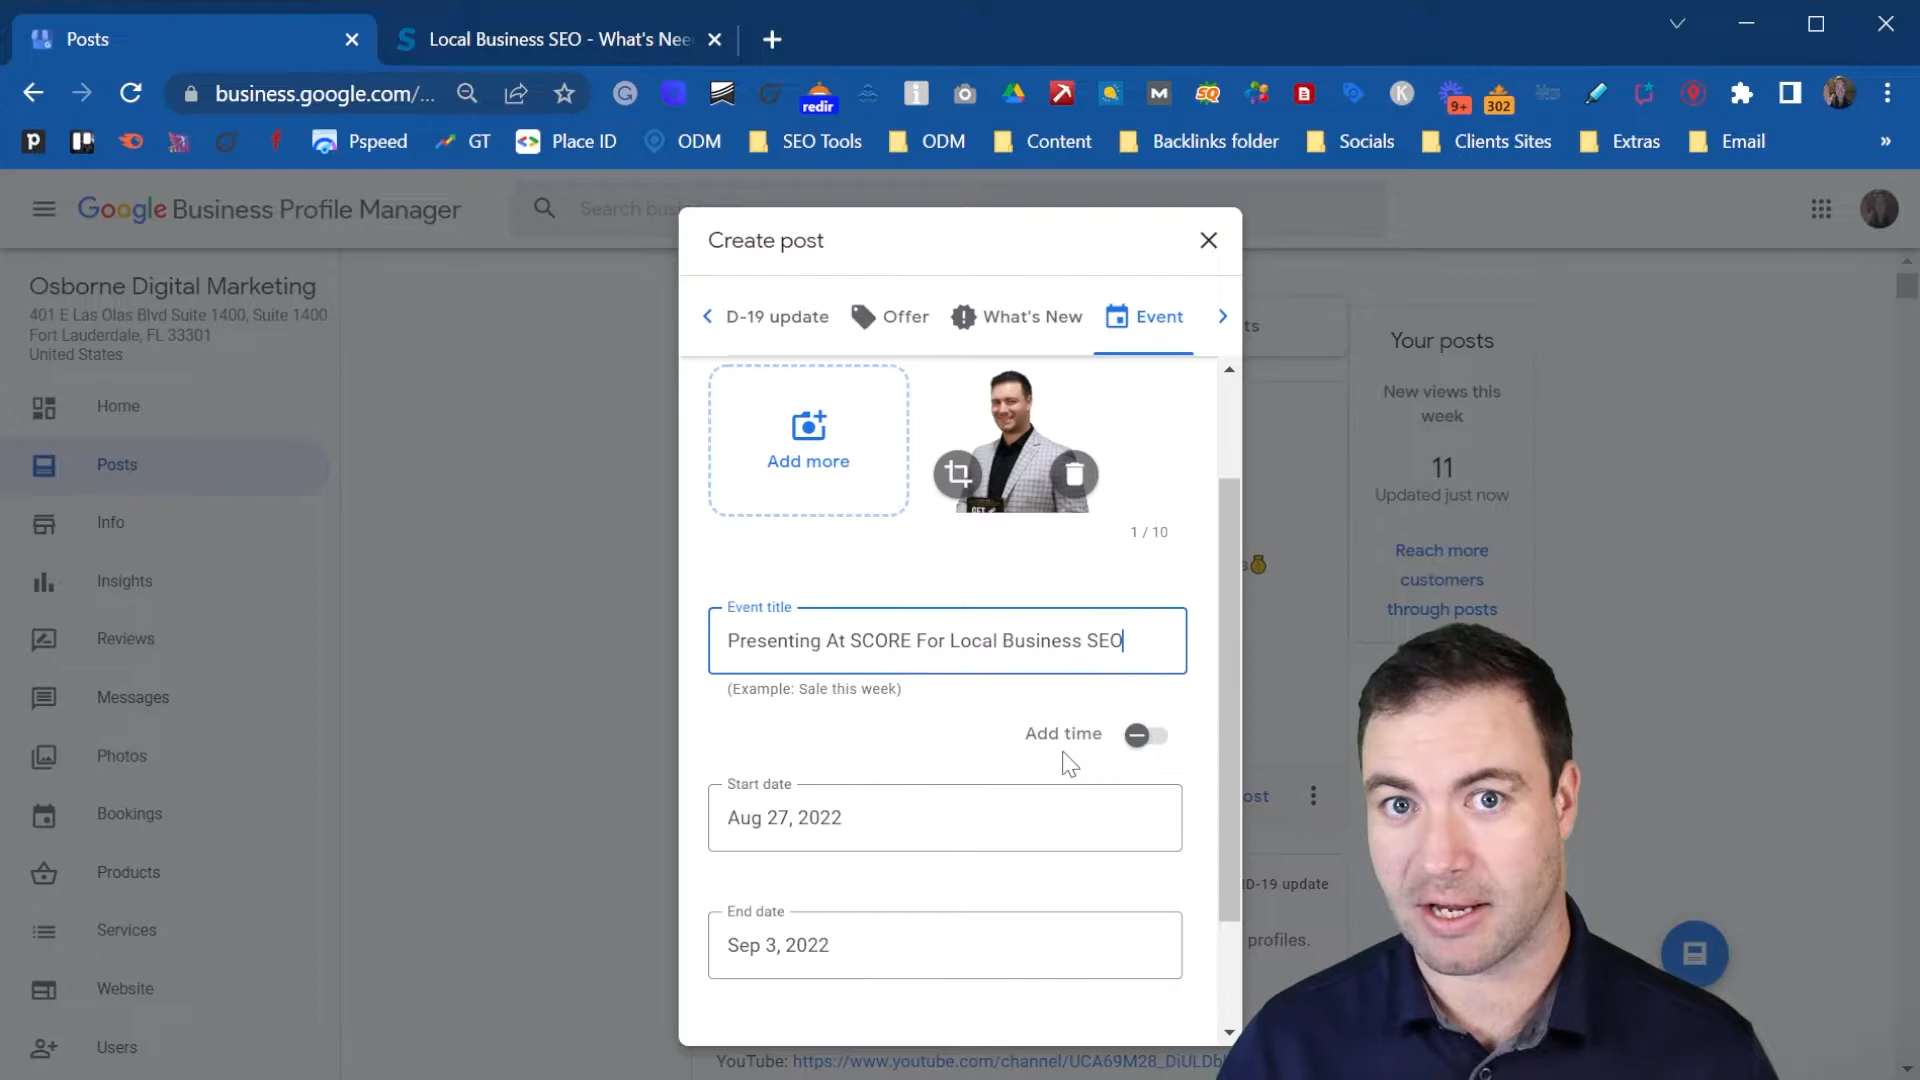 Posts
Local Business SEO - What's Nee
business.google.com/...
redir
9+
302
Pspeed
GT
Place ID
ODM
SEO Tools
ODM
Content
Backlinks folder
Socials
Clients Sites
Extras
Email
»
Google Business Profile Manager
Search busi
Osborne Digital Marketing
401 E Las Olas Blvd Suite 1400, Suite 1400
Fort Lauderdale, FL 33301
United States
Home
Posts
Info
Insights
Reviews
Messages
Photos
Bookings
Products
Services
Website
Users
Create post
D-19 update
Offer
What's New
Event
Add more
1 / 10
Event title
Presenting At SCORE For Local Business SEO
(Example: Sale this week)
Add time
Start date
Aug 27, 2022
End date
Sep 3, 2022
ts
Your posts
New views this
week
11
Updated just now
Reach more
customers
through posts
s
ost
ID-19 update
profiles.
YouTube: https://www.youtube.com/channel/UCA69M28_DiULDb